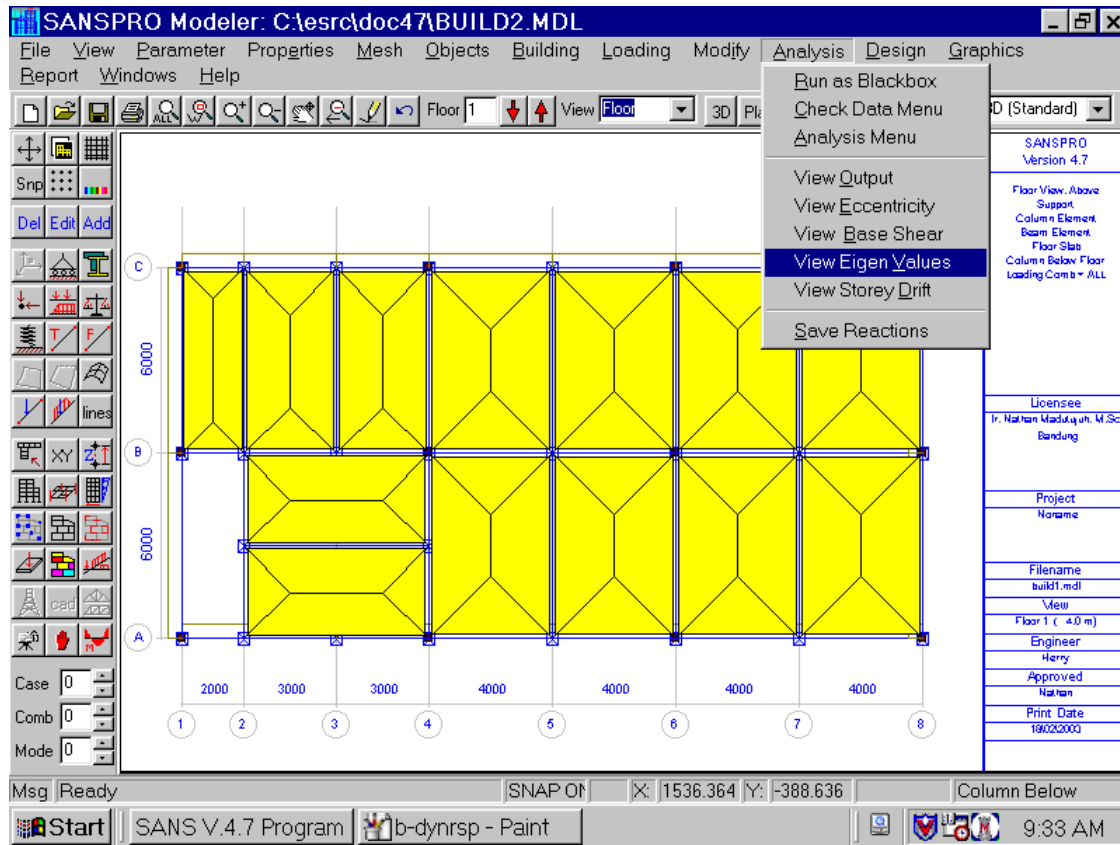 SANSPRO Modeler: C:\esrc\doc47\BUILD2.MDL
File View Parameter Properties Mesh Objects Building Loading Modify Analysis Design Graphics
Report Windows Help
Run as Blackbox
Check Data Menu
Analysis Menu
View Output
View Eccentricity
View Base Shear
View Eigen Values
View Storey Drift
Save Reactions
Floor 1 View Floor 3D (Standard)
3D
Snp
Del Edit Add
T F
lines
XY Z
cad
M
Case 0
Comb 0
Mode 0
C
6000
B
6000
A
2000 3000 3000 4000 4000 4000 4000
1 2 3 4 5 6 7 8
SANSPRO
Version 4.7
Floor View. Above
Support
Column Element
Beam Element
Floor Slab
Column Below Floor
Loading Comb = ALL
Licensee
Bandung
Project
Noname
Filename
build1.mdl
View
Floor 1 ( 4.0 m)
Engineer
Herry
Approved
Nathan
Print Date
Msg Ready SNAP ON X: 1536.364 Y: -388.636 Column Below
Start SANS V.4.7 Program b-dynrsp - Paint 9:33 AM